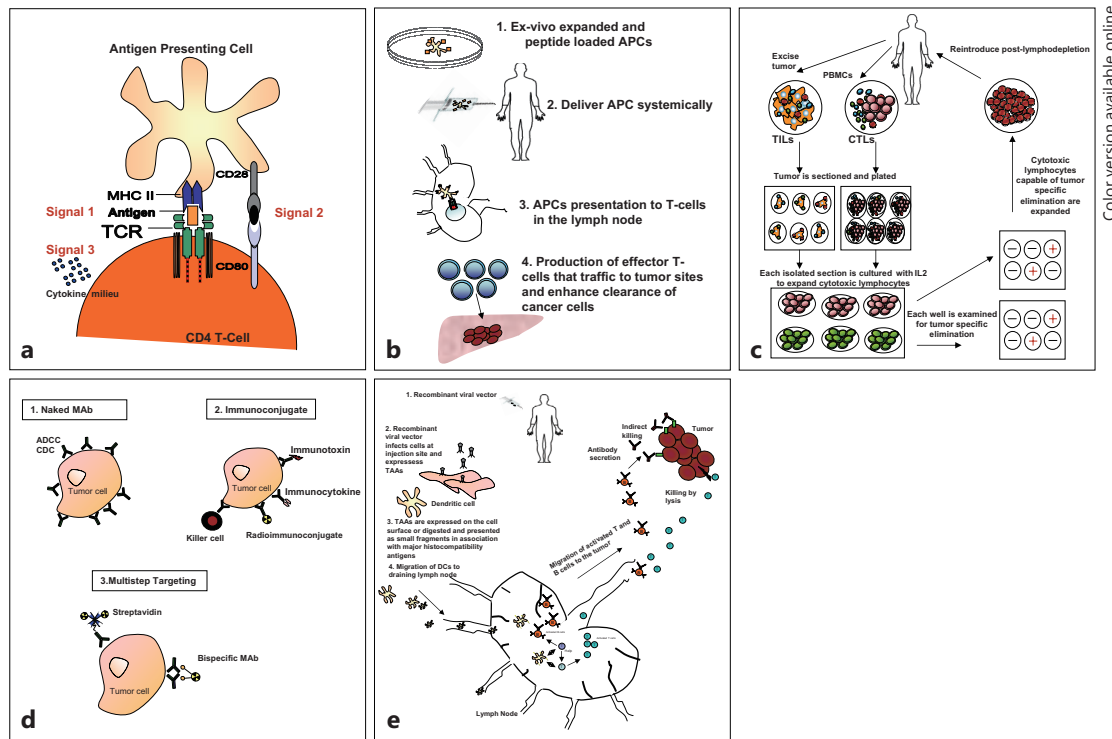 Antigen Presenting Cell
CD28
MHC II
Signal 1
Antigen
Signal 2
TCR
Signal 3
CD80
Cytokine milieu
CD4 T-Cell
a
1. Ex-vivo expanded and
peptide loaded APCs
2. Deliver APC systemically
3. APCs presentation to T-cells
in the lymph node
4. Production of effector T-
cells that traffic to tumor sites
and enhance clearance of
cancer cells
b
Excise
tumor
PBMCs
Reintroduce post-lymphodepletion
TILs
CTLs
Tumor is sectioned and plated
Cytotoxic
lymphocytes
capable of tumor
specific
elimination are
expanded
Each isolated section is cultured with IL2
to expand cytotoxic lymphocytes
Each well is examined
for tumor specific
elimination
− − +
− + −
− − +
− + −
c
Color version available online
1. Naked MAb
ADCC
CDC
Tumor cell
2. Immunoconjugate
Immunotoxin
Tumor cell
Immunocytokine
Killer cell
Radioimmunoconjugate
3.Multistep Targeting
Streptavidin
Bispecific MAb
Tumor cell
d
1. Recombinant viral vector
2. Recombinant
viral vector
infects cells at
injection site and
expressess
TAAs
Dendritic cell
3. TAAs are expressed on the cell
surface or digested and presented
as small fragments in association
with major histocompatibility
antigens
4. Migration of DCs to
draining lymph node
Indirect
killing
Tumor
Antibody
secretion
Killing by
lysis
Migration of activated T and
B cells to the tumor
Lymph Node
e